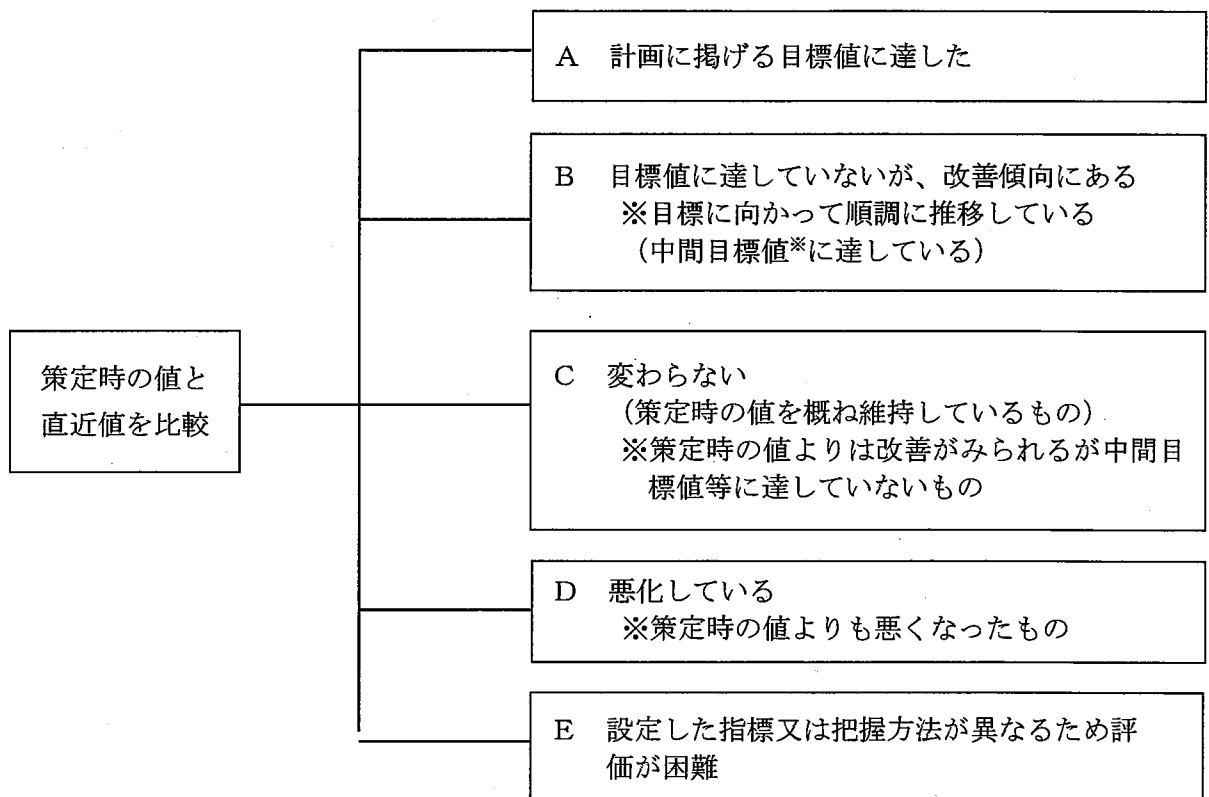 A 計画に掲げる目標値に達した
B 目標値に達していないが、改善傾向にある
※目標に向かって順調に推移している
（中間目標値※に達している）
策定時の値と
直近値を比較
C 変わらない
（策定時の値を概ね維持しているもの）
※策定時の値よりは改善がみられるが中間目
標値等に達していないもの
D 悪化している
※策定時の値よりも悪くなったもの
E 設定した指標又は把握方法が異なるため評
価が困難